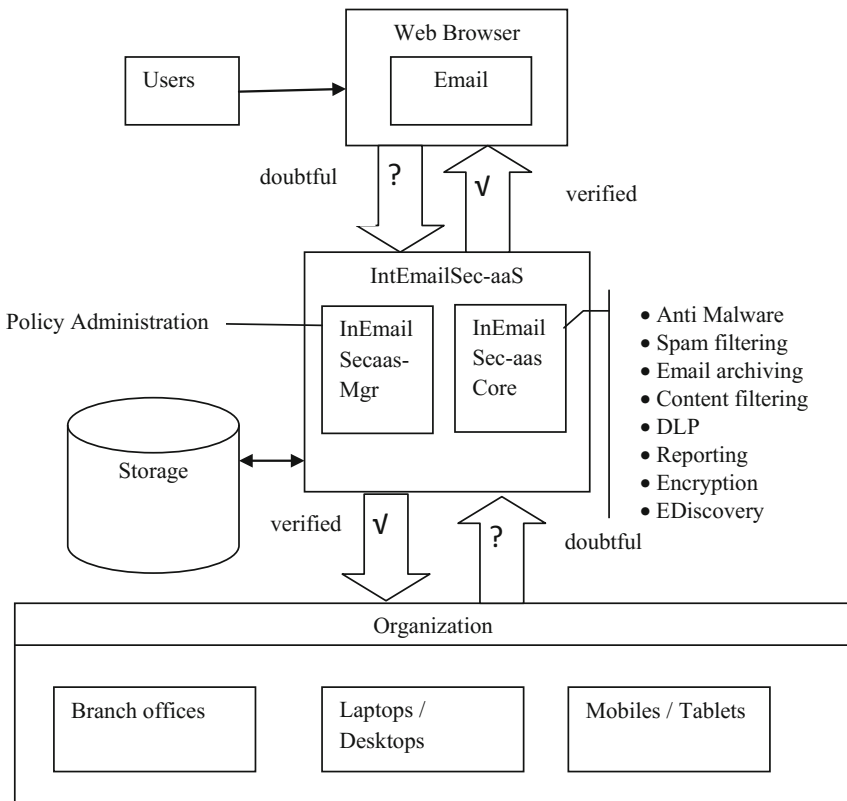 Web Browser
Users
Email
doubtful
?
√
verified
IntEmailSec-aaS
Policy Administration
InEmail
Secaas-
Mgr
InEmail
Sec-aas
Core
• Anti Malware
• Spam filtering
• Email archiving
• Content filtering
• DLP
• Reporting
• Encryption
• EDiscovery
Storage
verified
√
?
doubtful
Organization
Branch offices
Laptops /
Desktops
Mobiles / Tablets